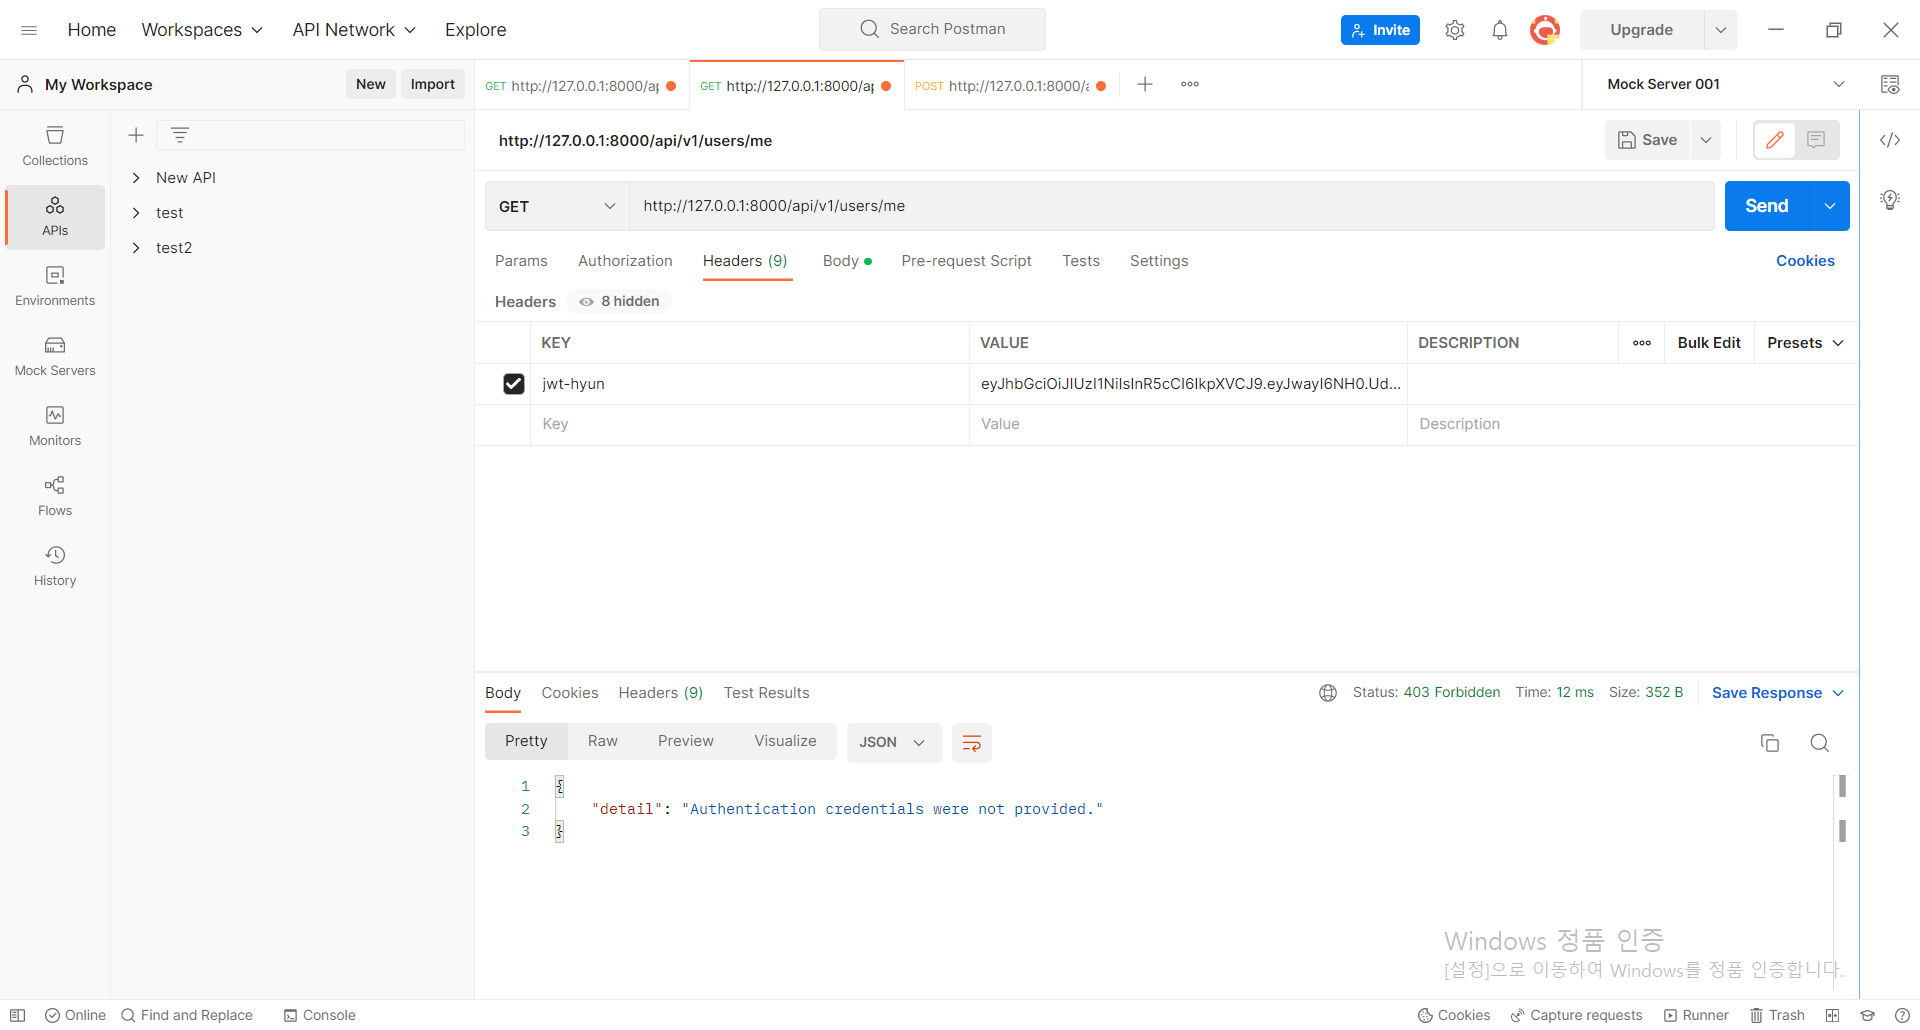 Home Workspaces API Network Explore Search Postman Invite Upgrade
My Workspace New Import
GET http://127.0.0.1:8000/ap GET http://127.0.0.1:8000/ap POST http://127.0.0.1:8000/a Mock Server 001
Collections
APIs
Environments
Mock Servers
Monitors
Flows
History
New API
test
test2
http://127.0.0.1:8000/api/v1/users/me Save
GET http://127.0.0.1:8000/api/v1/users/me Send
Params Authorization Headers (9) Body Pre-request Script Tests Settings Cookies
Headers 8 hidden
KEY VALUE DESCRIPTION Bulk Edit Presets
jwt-hyun eyJhbGciOiJIUzI1NiIsInR5cCI6IkpXVCJ9.eyJwayI6NH0.Ud...
Key Value Description
Body Cookies Headers (9) Test Results Status: 403 Forbidden Time: 12 ms Size: 352 B Save Response
Pretty Raw Preview Visualize JSON
1 {
2 "detail": "Authentication credentials were not provided."
3 }
Windows 정품 인증
[설정]으로 이동하여 Windows를 정품 인증합니다.
Online Find and Replace Console Cookies Capture requests Runner Trash